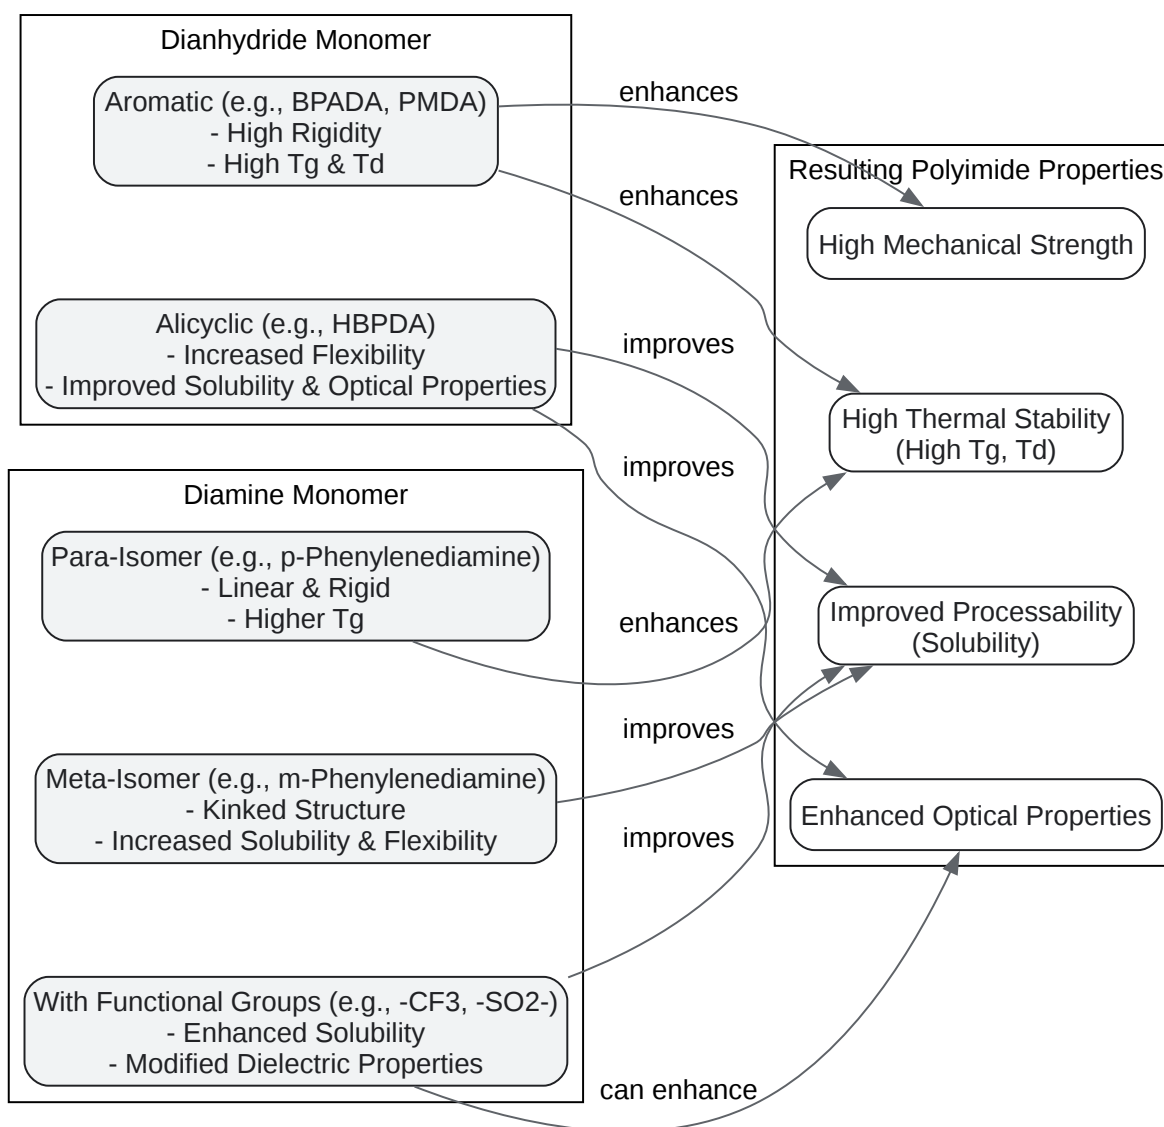 Dianhydride Monomer
Aromatic (e.g., BPADA, PMDA)
- High Rigidity
- High Tg & Td
Alicyclic (e.g., HBPDA)
- Increased Flexibility
- Improved Solubility & Optical Properties
Diamine Monomer
Para-Isomer (e.g., p-Phenylenediamine)
- Linear & Rigid
- Higher Tg
Meta-Isomer (e.g., m-Phenylenediamine)
- Kinked Structure
- Increased Solubility & Flexibility
With Functional Groups (e.g., -CF3, -SO2-)
- Enhanced Solubility
- Modified Dielectric Properties
enhances
enhances
improves
improves
enhances
improves
improves
can enhance
Resulting Polyimide Properties
High Mechanical Strength
High Thermal Stability
(High Tg, Td)
Improved Processability
(Solubility)
Enhanced Optical Properties